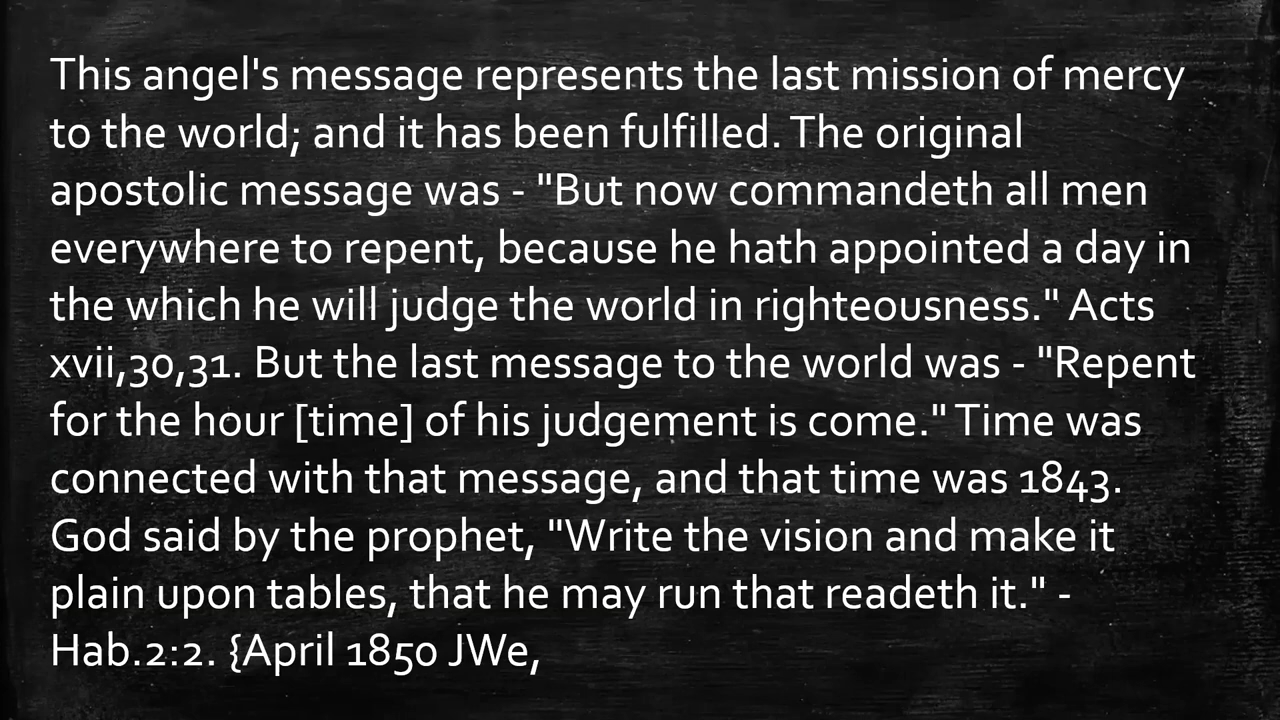 This angel's message represents the last mission of mercy
to the world; and it has been fulfilled. The original
apostolic message was - "But now commandeth all men
everywhere to repent, because he hath appointed a day in
the which he will judge the world in righteousness." Acts
xvii,30,31. But the last message to the world was - "Repent
for the hour [time] of his judgement is come." Time was
connected with that message, and that time was 1843.
God said by the prophet, "Write the vision and make it
plain upon tables, that he may run that readeth it." -
Hab.2:2. {April 1850 JWe,